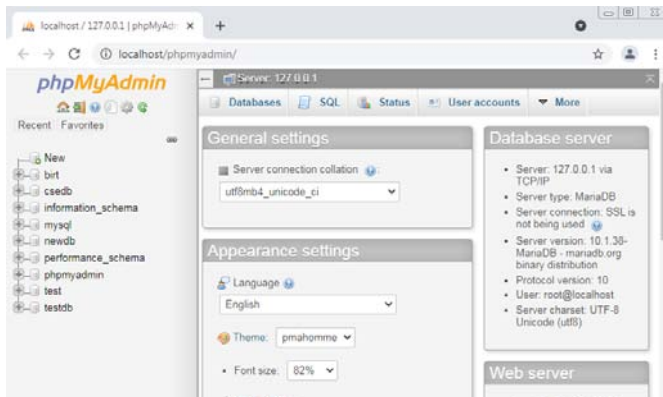 localhost / 127.0.0.1 | phpMyAd
localhost/phpmyadmin/
phpMyAdmin
Recent Favorites
New
birt
csedb
information_schema
mysql
newdb
performance_schema
phpmyadmin
test
testdb
Server: 127.0.0.1
Databases SQL Status User accounts More
General settings
Server connection collation :
utf8mb4_unicode_ci
Appearance settings
Language
English
Theme: pmahomme
• Font size: 82%
Database server
• Server: 127.0.0.1 via
TCP/IP
• Server type: MariaDB
• Server connection: SSL is
not being used
• Server version: 10.1.38-
MariaDB - mariadb.org
binary distribution
• Protocol version: 10
• User: root@localhost
• Server charset: UTF-8
Unicode (utf8)
Web server